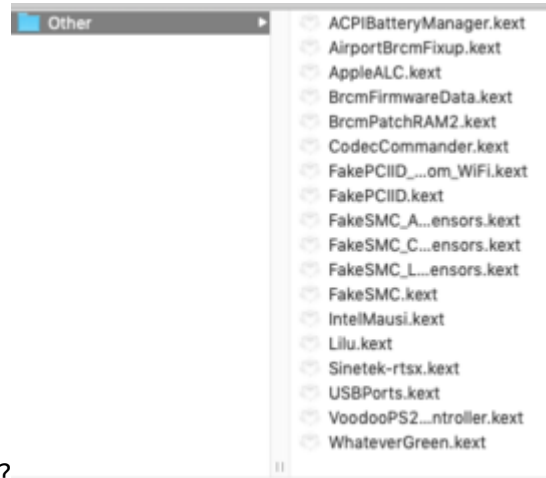 Other
ACPIBatteryManager.kext
AirportBrcmFixup.kext
AppleALC.kext
BrcmFirmwareData.kext
BrcmPatchRAM2.kext
CodecCommander.kext
FakePCIID_...om_WiFi.kext
FakePCIID.kext
FakeSMC_A...ensors.kext
FakeSMC_C...ensors.kext
FakeSMC_L...ensors.kext
FakeSMC.kext
IntelMausi.kext
Lilu.kext
Sinetek-rtsx.kext
USBPorts.kext
VoodooPS2...ntroller.kext
WhateverGreen.kext
?